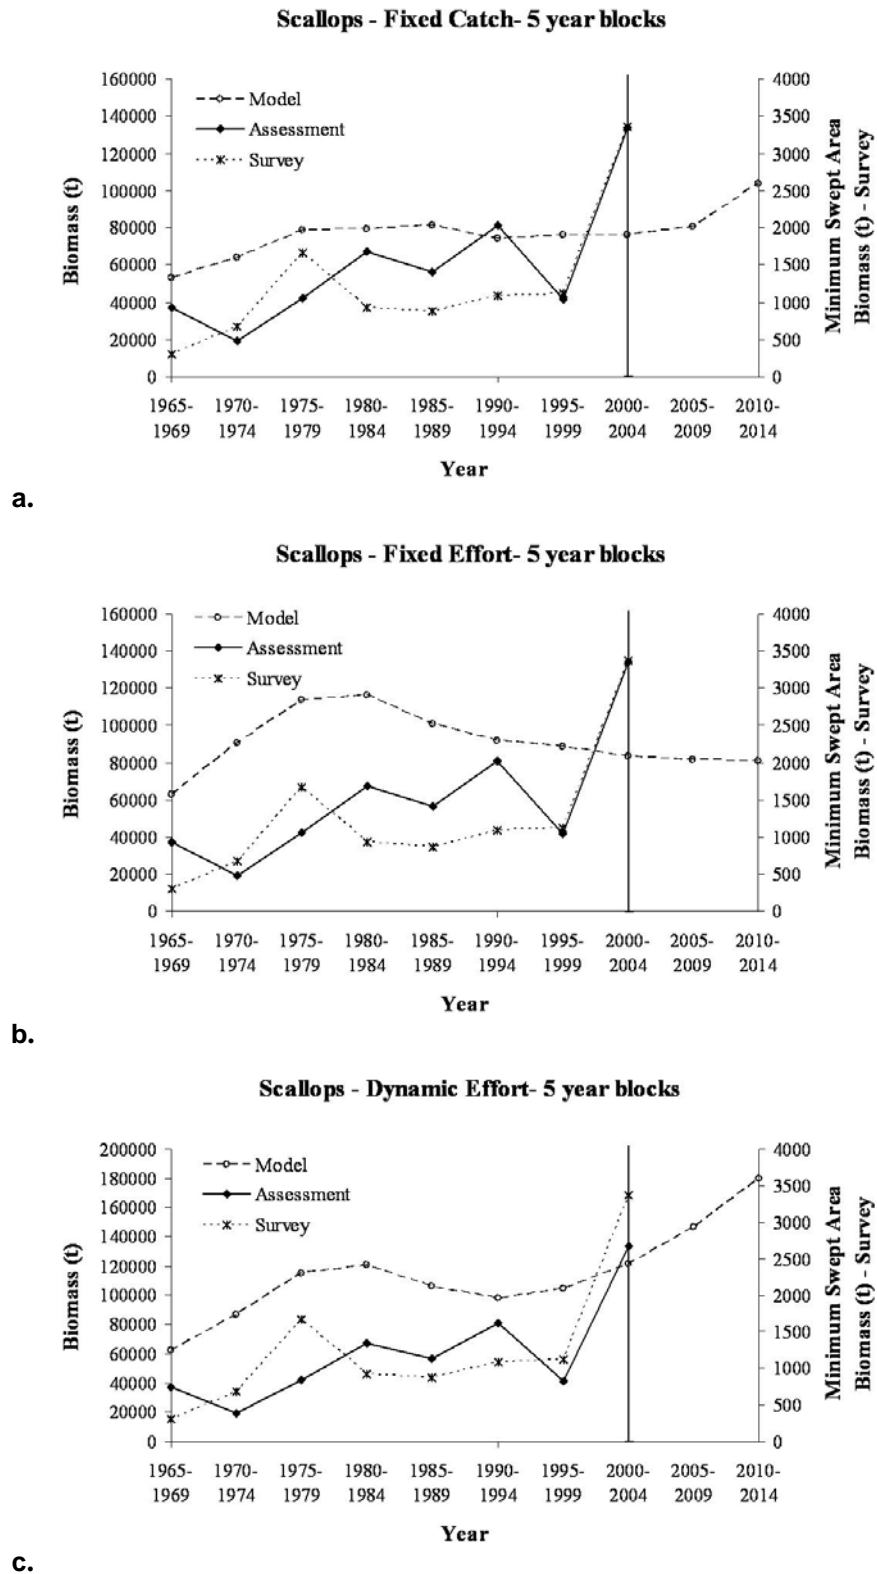 Scallops - Fixed Catch- 5 year blocks
160000
140000
120000
100000
80000
60000
40000
20000
0
Biomass (t)
Model
Assessment
Survey
4000
3500
3000
2500
2000
1500
1000
500
0
Minimum Swept Area
Biomass (t) - Survey
1965- 1970- 1975- 1980- 1985- 1990- 1995- 2000- 2005- 2010-
1969 1974 1979 1984 1989 1994 1999 2004 2009 2014
Year
a.
Scallops - Fixed Effort- 5 year blocks
160000
140000
120000
100000
80000
60000
40000
20000
0
Biomass (t)
Model
Assessment
Survey
4000
3500
3000
2500
2000
1500
1000
500
0
Minimum Swept Area
Biomass (t) - Survey
1965- 1970- 1975- 1980- 1985- 1990- 1995- 2000- 2005- 2010-
1969 1974 1979 1984 1989 1994 1999 2004 2009 2014
Year
b.
Scallops - Dynamic Effort- 5 year blocks
200000
180000
160000
140000
120000
100000
80000
60000
40000
20000
0
Biomass (t)
Model
Assessment
Survey
4000
3500
3000
2500
2000
1500
1000
500
0
Minimum Swept Area
Biomass (t) - Survey
1965- 1970- 1975- 1980- 1985- 1990- 1995- 2000- 2005- 2010-
1969 1974 1979 1984 1989 1994 1999 2004 2009 2014
Year
c.